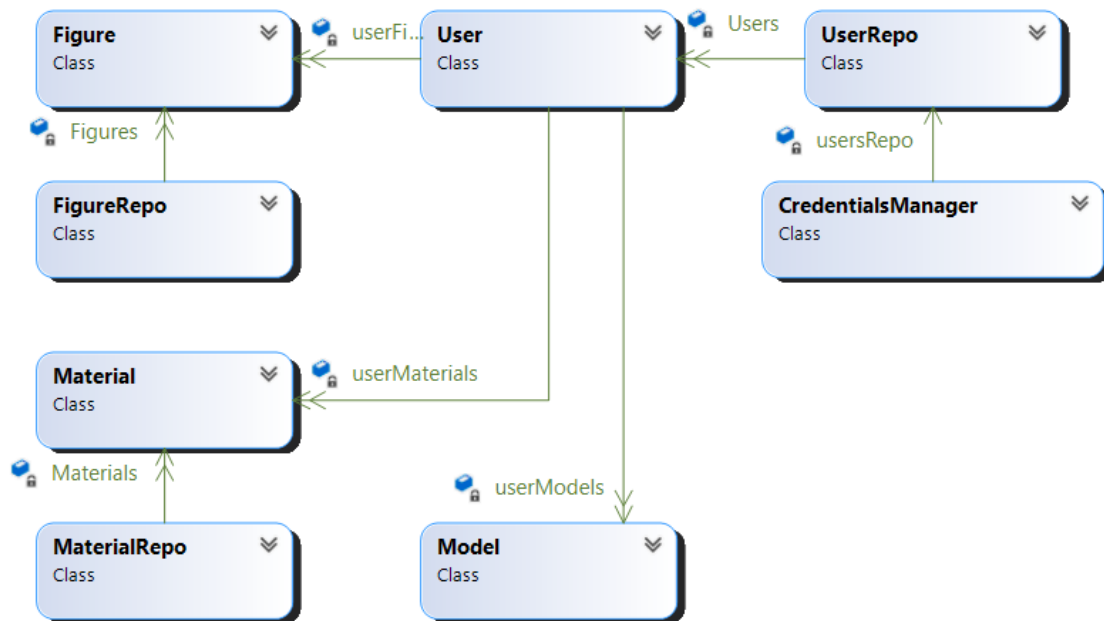 Figure
Class
userFi...
User
Class
Users
UserRepo
Class
Figures
usersRepo
FigureRepo
Class
CredentialsManager
Class
Material
Class
userMaterials
Materials
userModels
MaterialRepo
Class
Model
Class